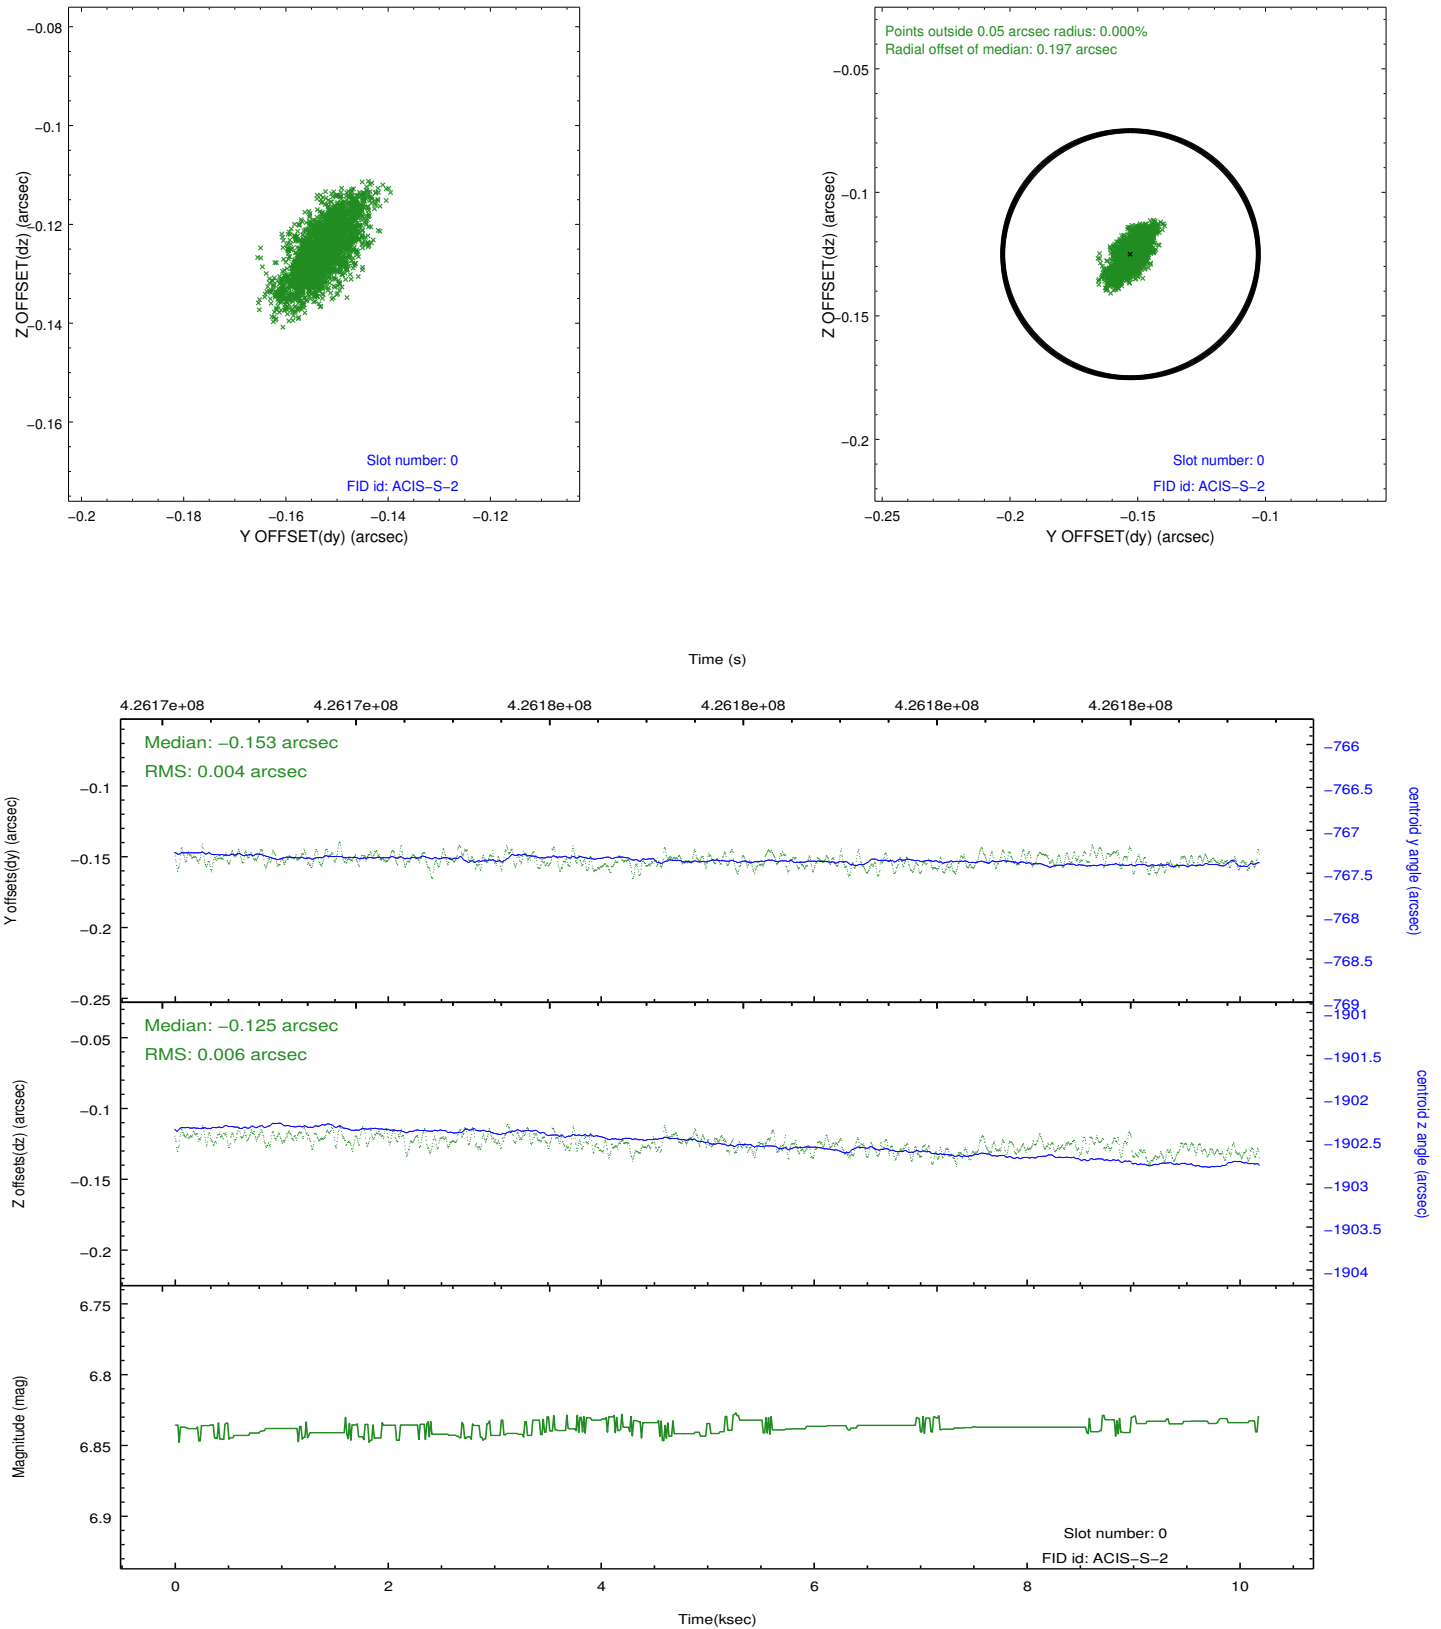 −0.08
−0.1
−0.12
−0.14
−0.16
Z OFFSET(dz) (arcsec)
Slot number: 0
FID id: ACIS−S−2
−0.2 −0.18 −0.16 −0.14 −0.12
Y OFFSET(dy) (arcsec)
Points outside 0.05 arcsec radius: 0.000%
Radial offset of median: 0.197 arcsec
−0.05
−0.1
−0.15
−0.2
Z OFFSET(dz) (arcsec)
Slot number: 0
FID id: ACIS−S−2
−0.25 −0.2 −0.15 −0.1
Y OFFSET(dy) (arcsec)
Time (s)
4.2617e+08 4.2617e+08 4.2618e+08 4.2618e+08 4.2618e+08 4.2618e+08
Median: −0.153 arcsec
RMS: 0.004 arcsec
−0.1
−0.15
−0.2
−0.25
Y offsets(dy) (arcsec)
−766
−766.5
−767
−767.5
−768
−768.5
−769
centroid y angle (arcsec)
Median: −0.125 arcsec
RMS: 0.006 arcsec
−0.05
−0.1
−0.15
−0.2
Z offsets(dz) (arcsec)
−1901
−1901.5
−1902
−1902.5
−1903
−1903.5
−1904
centroid z angle (arcsec)
6.75
6.8
6.85
6.9
Magnitude (mag)
Slot number: 0
FID id: ACIS−S−2
0 2 4 6 8 10
Time(ksec)